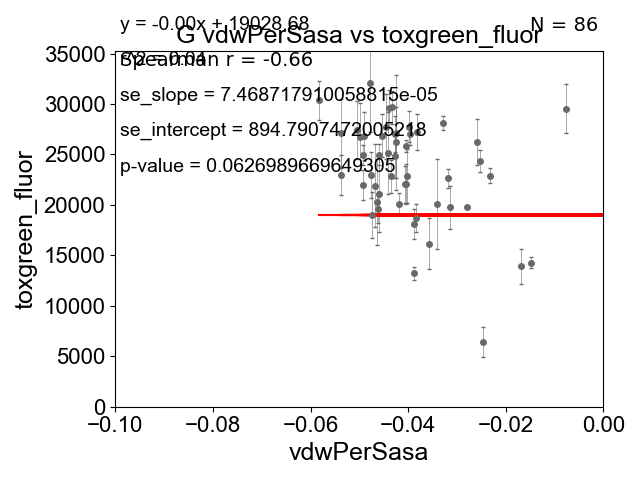 y = -0.00x + 19028.68
N = 86
G vdwPerSasa vs toxgreen_fluor
r^2 = 0.04
Spearman r = -0.66
se_slope = 7.468717910058815e-05
se_intercept = 894.7907472005218
p-value = 0.0626989669649305
toxgreen_fluor
35000
30000
25000
20000
15000
10000
5000
0
−0.10
−0.08
−0.06
−0.04
−0.02
0.00
vdwPerSasa